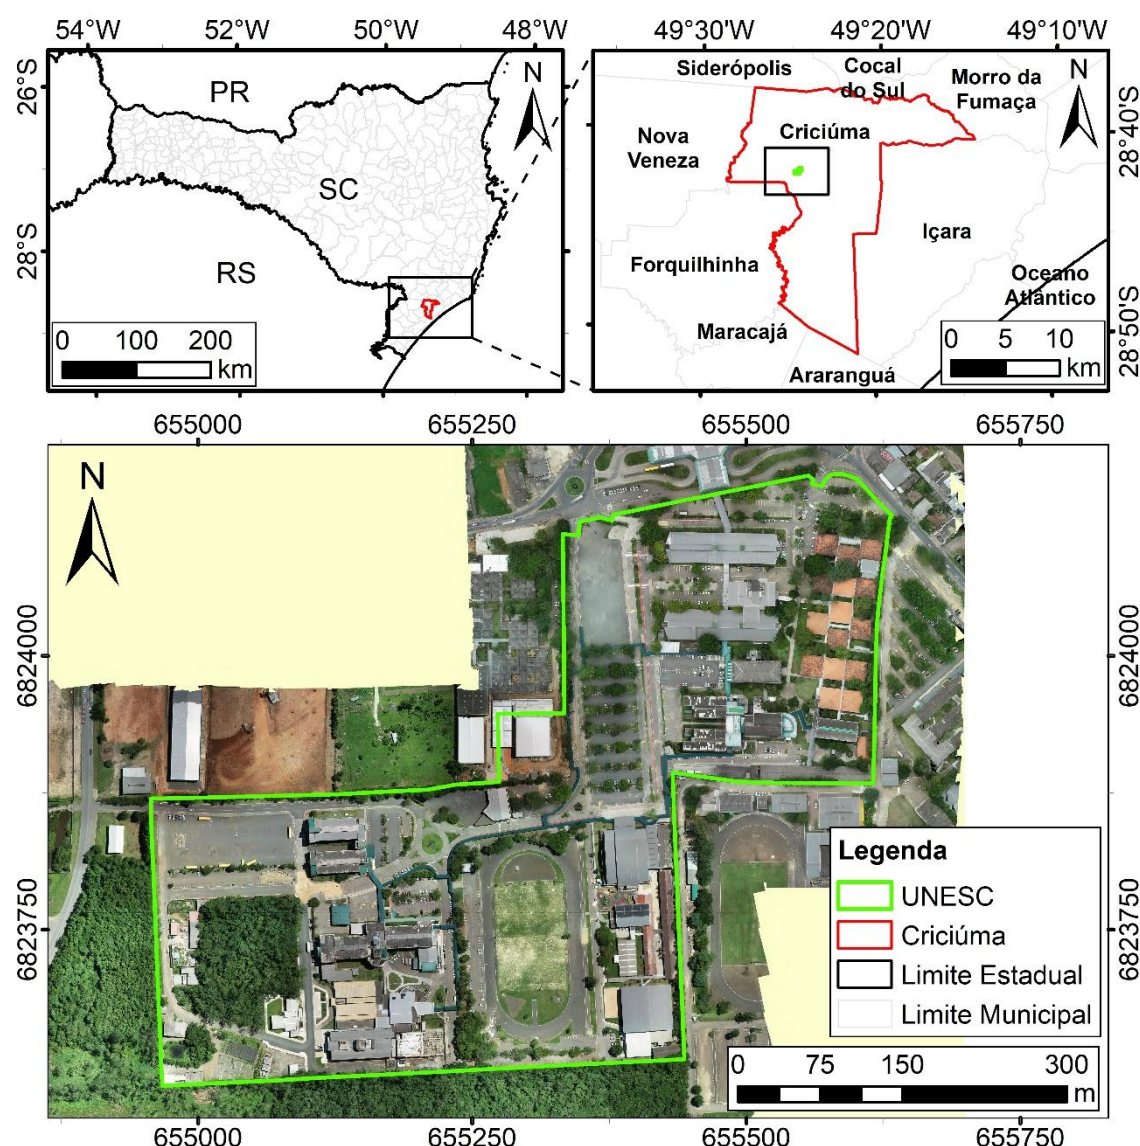 54°W 52°W 50°W 48°W
26°S
28°S
PR
N
SC
RS
0 100 200
km
49°30'W 49°20'W 49°10'W
28°40'S
28°50'S
Siderópolis
Cocal
do Sul
Morro da
Fumaça
N
Nova
Veneza
Criciúma
Içara
Forquilhinha
Oceano
Atlântico
Maracajá
Araranguá
0 5 10
km
655000 655250 655500 655750
N
6824000
6824000
6823750
6823750
Legenda
UNESC
Criciúma
Limite Estadual
Limite Municipal
0 75 150 300
m
655000 655250 655500 655750